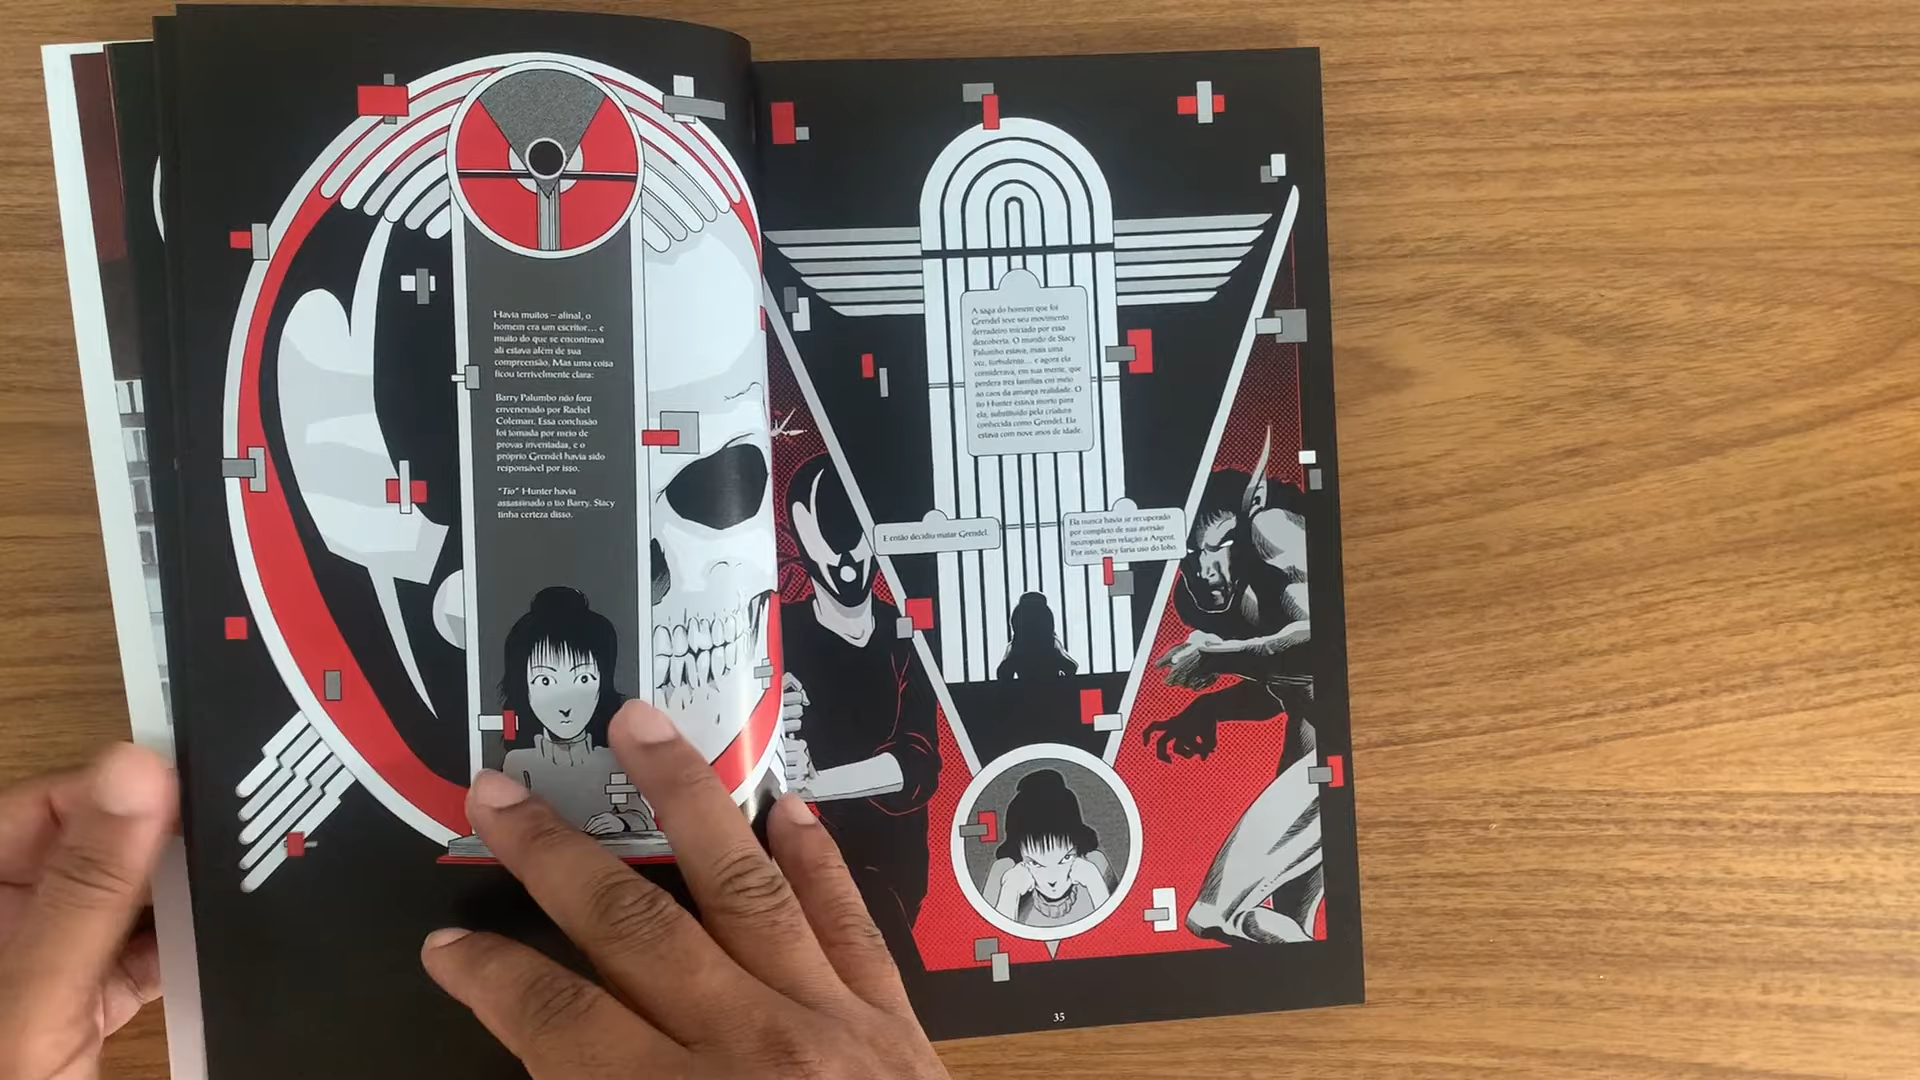 Havia muitos – afinal, o
homem era um escritor... e
muito do que se encontrava
ali estava além de sua
compreensão. Mas uma coisa
ficou terrivelmente clara:
Barry Palumbo não fora
envenenado por Rachel
Coleman. Essa conclusão
foi tomada por meio de
provas inventadas, e o
próprio Grendel havia sido
responsável por isso.
"Tio" Hunter havia
assassinado o tio Barry. Stacy
tinha certeza disso.
A saga do homem que foi
Grendel teve seu movimento
derradeiro iniciado por essa
descoberta. O mundo de Stacy
Palumbo estava, mais uma
vez, turbulento... e agora ela
considerava, em sua mente, que
perdera três famílias em meio
ao caos da amarga realidade. O
tio Hunter estava morto para
ela, substituído pela criatura
conhecida como Grendel. Ela
estava com nove anos de idade.
E então decidiu matar Grendel.
Ela nunca havia se recuperado
por completo de sua aversão
neuropata em relação a Argent.
Por isso, Stacy faria uso do lobo.
35